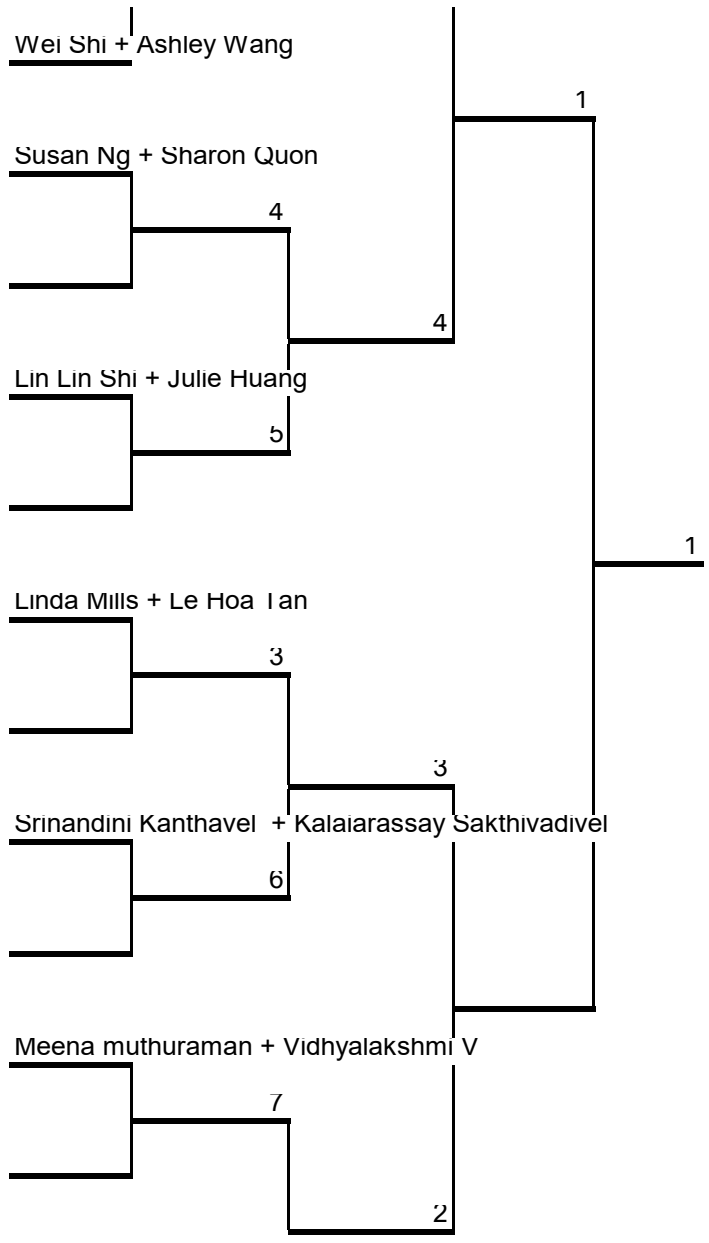 Wei Shi + Ashley Wang
1
Susan Ng + Sharon Quon
4
4
Lin Lin Shi + Julie Huang
5
1
Linda Mills + Le Hoa Tan
3
3
Srinandini Kanthavel  + Kalaiarassay Sakthivadivel
6
Meena muthuraman + Vidhyalakshmi V
7
2